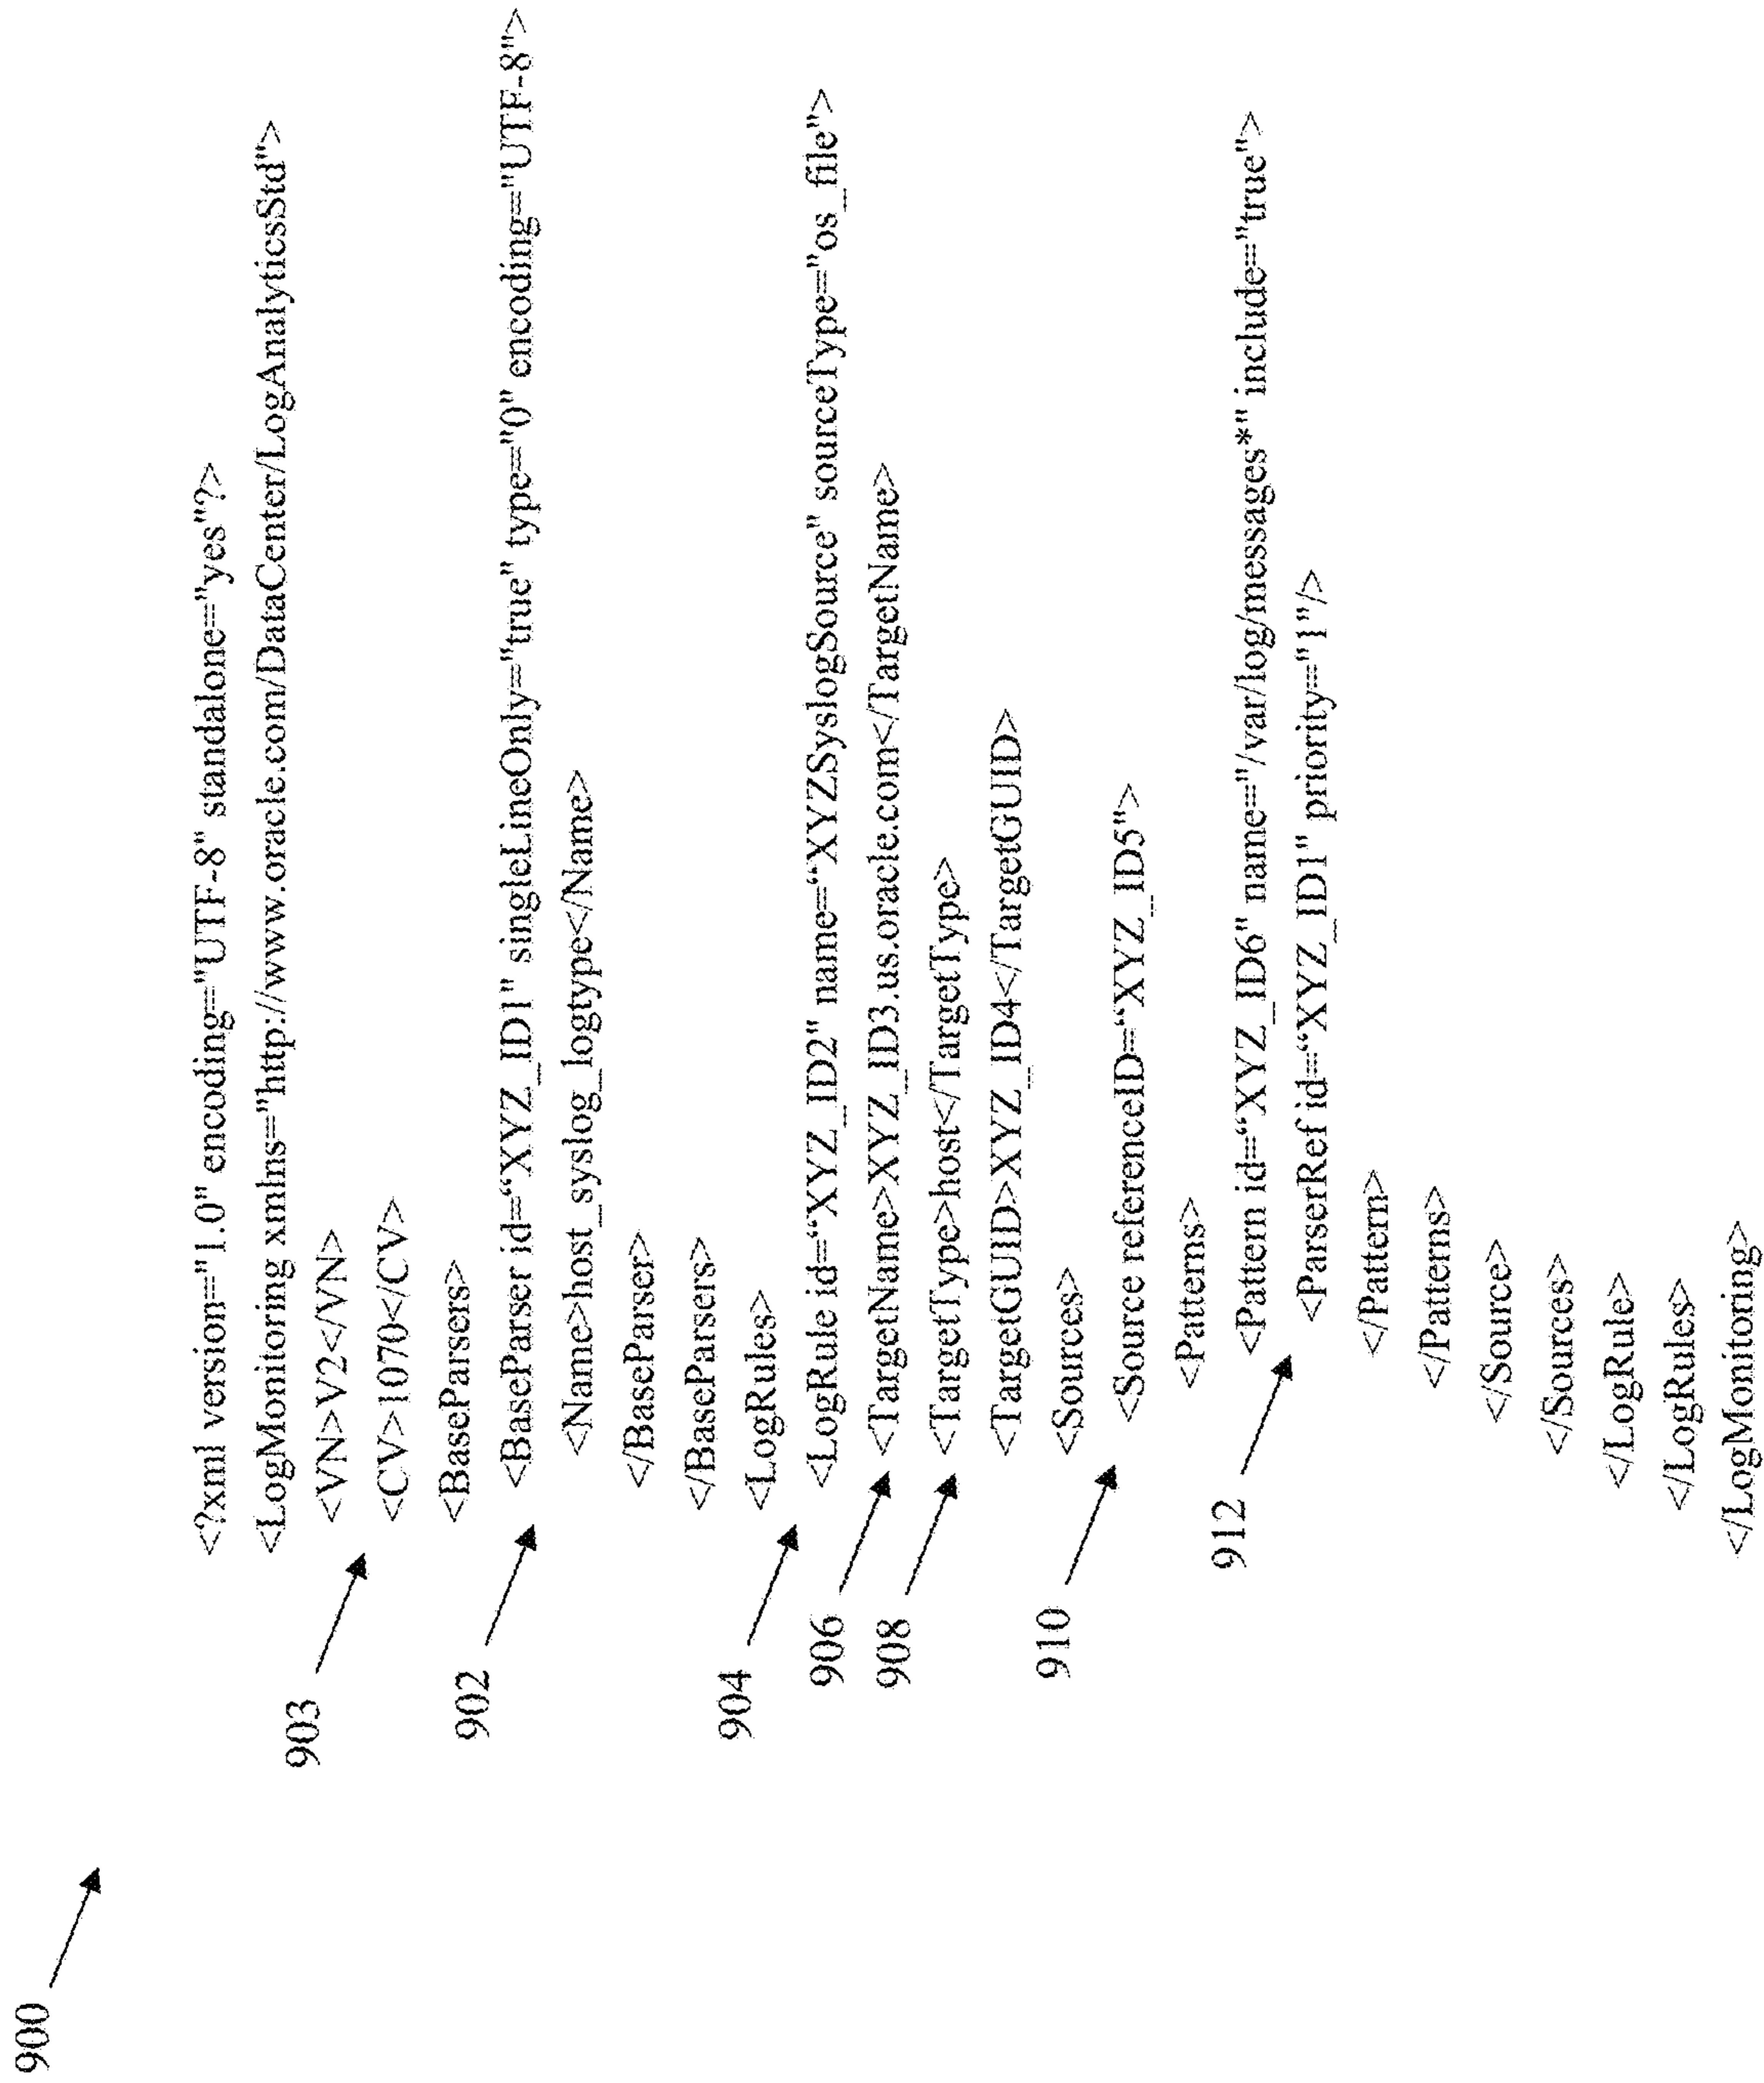 900
<?xml version="1.0" encoding="UTF-8" standalone="yes"?>
<LogMonitoring xmlns="http://www.oracle.com/DataCenter/LogAnalyticsStd">
<VN>V2</VN>
903
<CV>1070</CV>
<BaseParsers>
902
<BaseParser id=“XYZ_ID1" singleLineOnly="true" type="0" encoding="UTF-8">
<Name>host_syslog_logtype</Name>
</BaseParser>
</BaseParsers>
<LogRules>
904
<LogRule id=“XYZ_ID2" name=“XYZSyslogSource" sourceType="os_file">
906
<TargetName>XYZ_ID3.us.oracle.com</TargetName>
908
<TargetType>host</TargetType>
<TargetGUID>XYZ_ID4</TargetGUID>
<Sources>
910
<Source referenceID=“XYZ_ID5">
<Patterns>
912
<Pattern id=“XYZ_ID6" name="/var/log/messages*" include="true">
<ParserRef id=“XYZ_ID1" priority="1"/>
</Pattern>
</Patterns>
</Source>
</Sources>
</LogRule>
</LogRules>
</LogMonitoring>